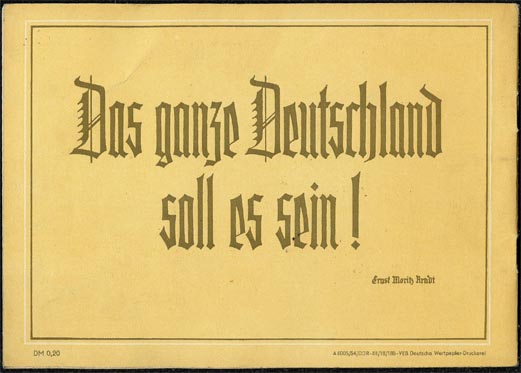 Das ganze Deutschland
soll es sein!
Ernst Moritz Arndt
DM 0,20
VEB Deutsche Wertpapier-Druckerei